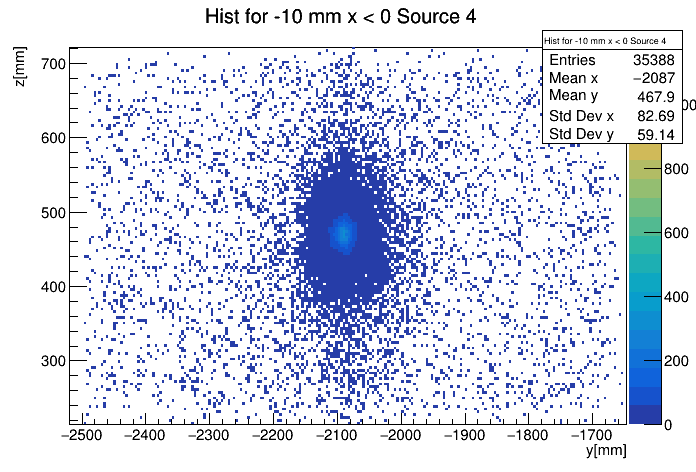 Hist for -10 mm x < 0 Source 4
Hist for -10 mm x < 0 Source 4
Entries 35388
Mean x −2087
Mean y 467.9
Std Dev x 82.69
Std Dev y 59.14
z[mm]
700
600
500
400
300
−2500 −2400 −2300 −2200 −2100 −2000 −1900 −1800 −1700
y[mm]
00
800
600
400
200
0